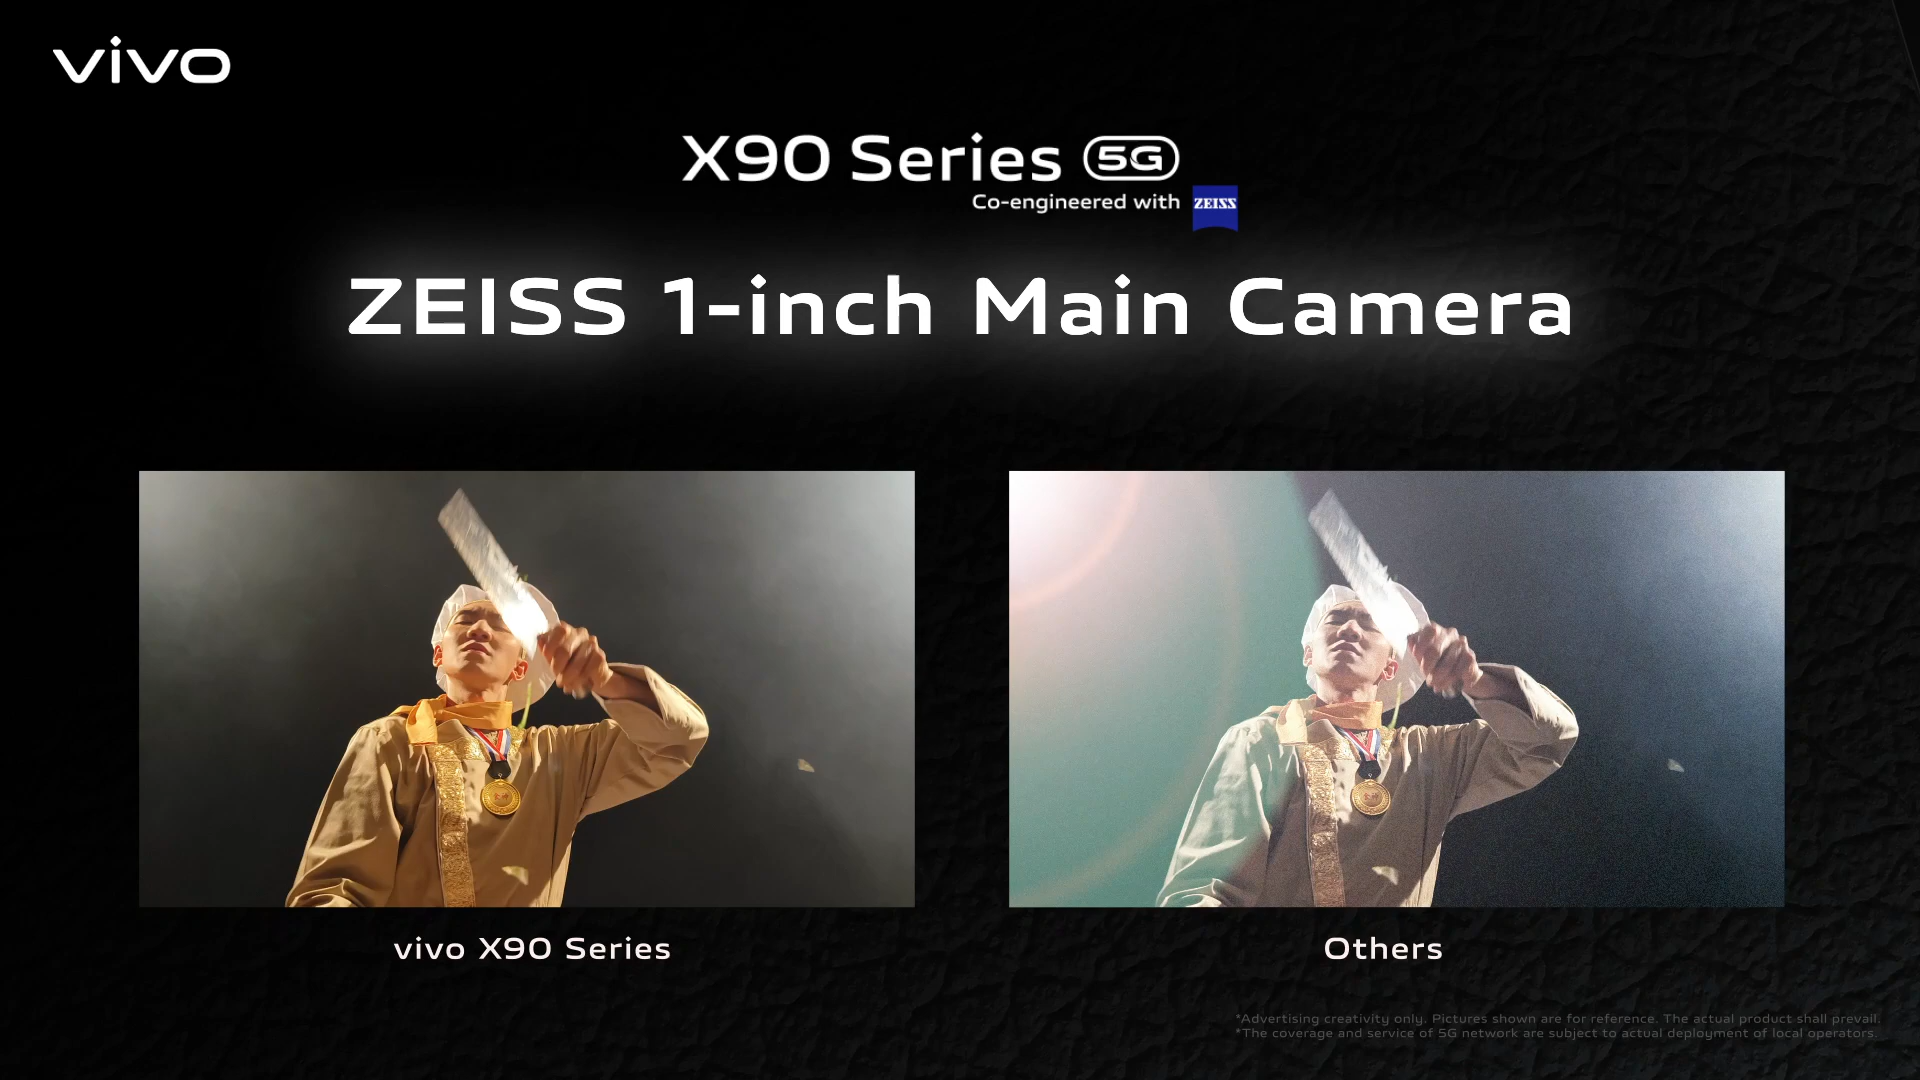 vivo
X90 Series 5G
Co-engineered with ZEISS
ZEISS 1-inch Main Camera
vivo X90 Series
Others
*Advertising creativity only. Pictures shown are for reference. The actual product shall prevail.
*The coverage and service of 5G network are subject to actual deployment of local operators.